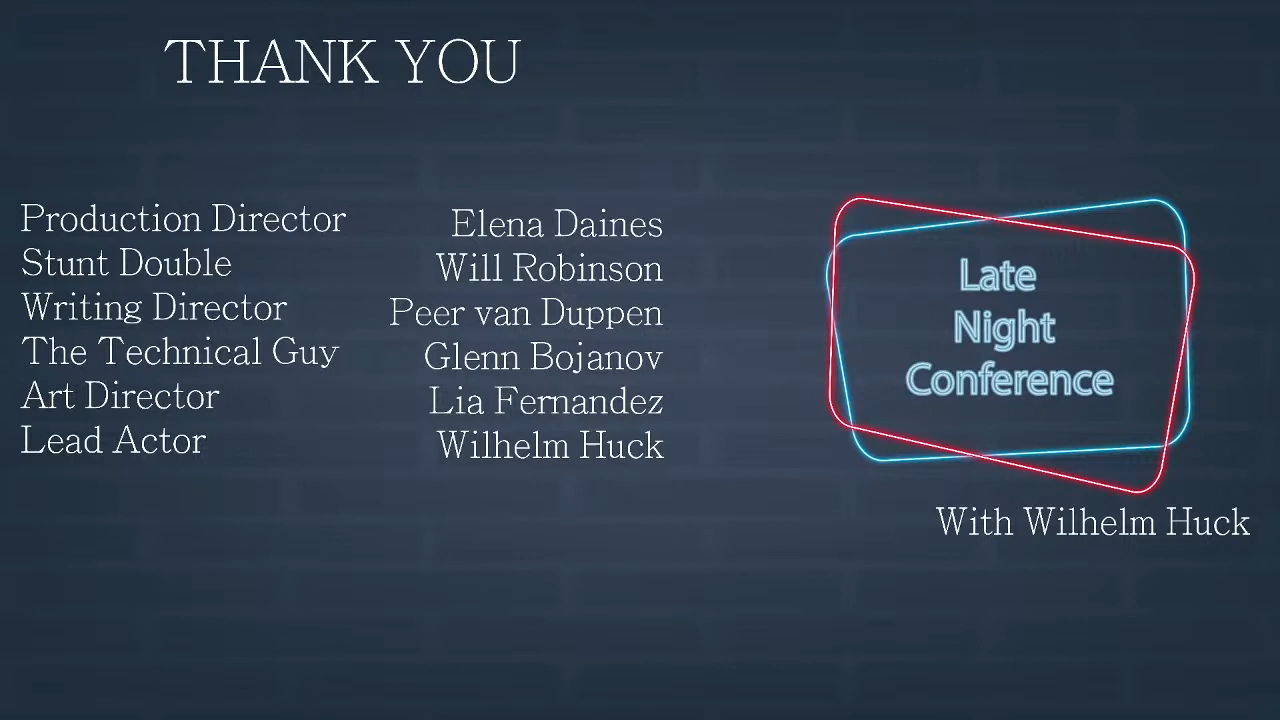 THANK YOU
Production Director Elena Daines
Stunt Double Will Robinson
Writing Director Peer van Duppen
The Technical Guy Glenn Bojanov
Art Director Lia Fernandez
Lead Actor Wilhelm Huck
Late
Night
Conference
With Wilhelm Huck